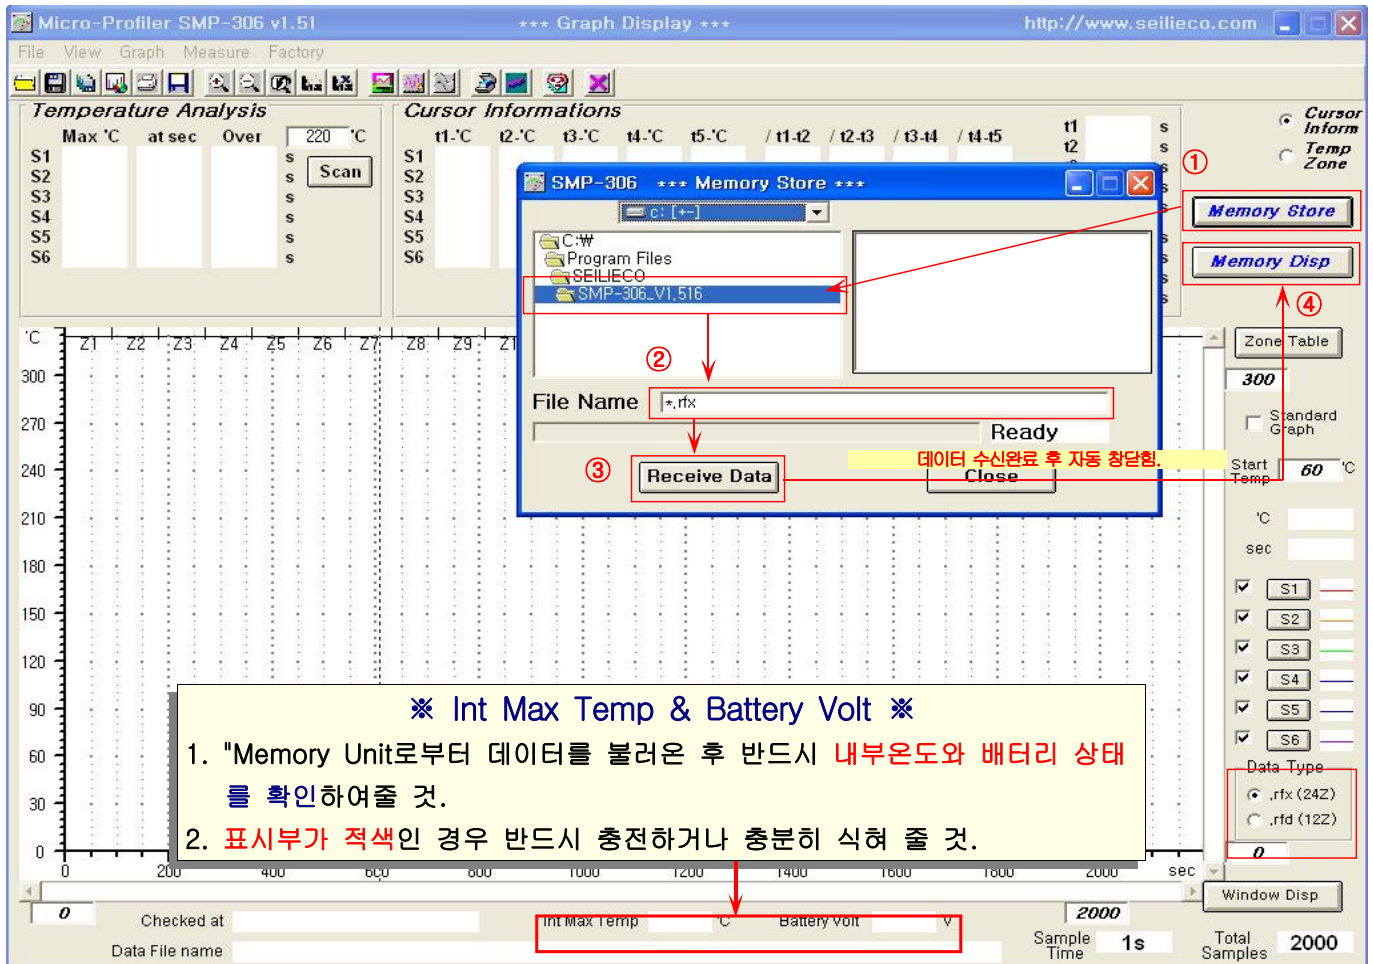 Micro-Profiler SMP-306 v1.51 *** Graph Display *** http://www.seilieco.com
File View Graph Measure Factory
Temperature Analysis
Max 'C at sec Over 220 'C
S1 s
S2 s
S3 s
S4 s
S5 s
S6 s
Scan
Cursor Informations
t1-'C t2-'C t3-'C t4-'C t5-'C / t1-t2 / t2-t3 / t3-t4 / t4-t5
S1
S2
S3
S4
S5
S6
t1 s
t2 s
s
s
s
s
s
s
s
Cursor Inform
Temp Zone
①
Memory Store
Memory Disp
④
SMP-306 *** Memory Store ***
c: [+-]
C:₩
Program Files
SEILIECO
SMP-306_V1,516
②
File Name *.rfx
Ready
③
Receive Data
데이터 수신완료 후 자동 창닫힘.
Close
'C Z1 Z2 Z3 Z4 Z5 Z6 Z7 Z8 Z9 Z1
300
270
240
210
180
150
120
90
60
30
0
0 200 400 600 800 1000 1200 1400 1600 1800 2000 sec
Zone Table
300
Standard Graph
Start Temp 60 'C
'C
sec
S1
S2
S3
S4
S5
S6
Data Type
.rfx (24Z)
.rfd (12Z)
0
※ Int Max Temp & Battery Volt ※
1. "Memory Unit로부터 데이터를 불러온 후 반드시 내부온도와 배터리 상태
를 확인하여줄 것.
2. 표시부가 적색인 경우 반드시 충전하거나 충분히 식혀 줄 것.
Window Disp
0 2000
Checked at Int Max Temp 'C Battery Volt V
Data File name
Sample Time 1s
Total Samples 2000